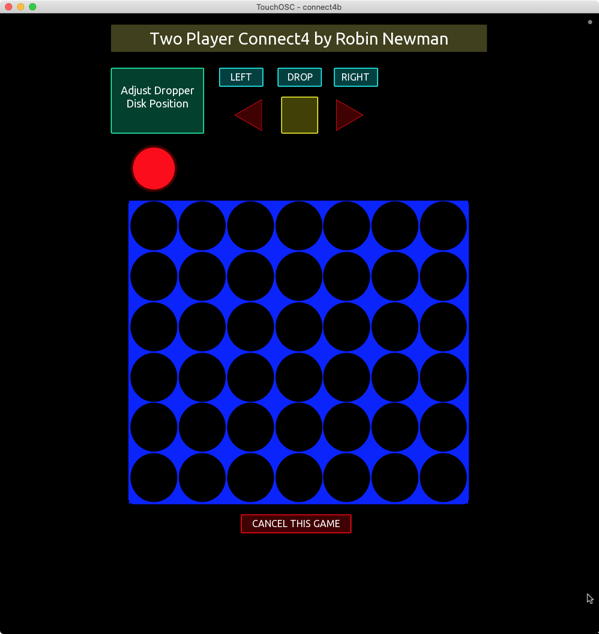 TouchOSC - connect4b
Two Player Connect4 by Robin Newman
LEFT
DROP
RIGHT
Adjust Dropper
Disk Position
CANCEL THIS GAME